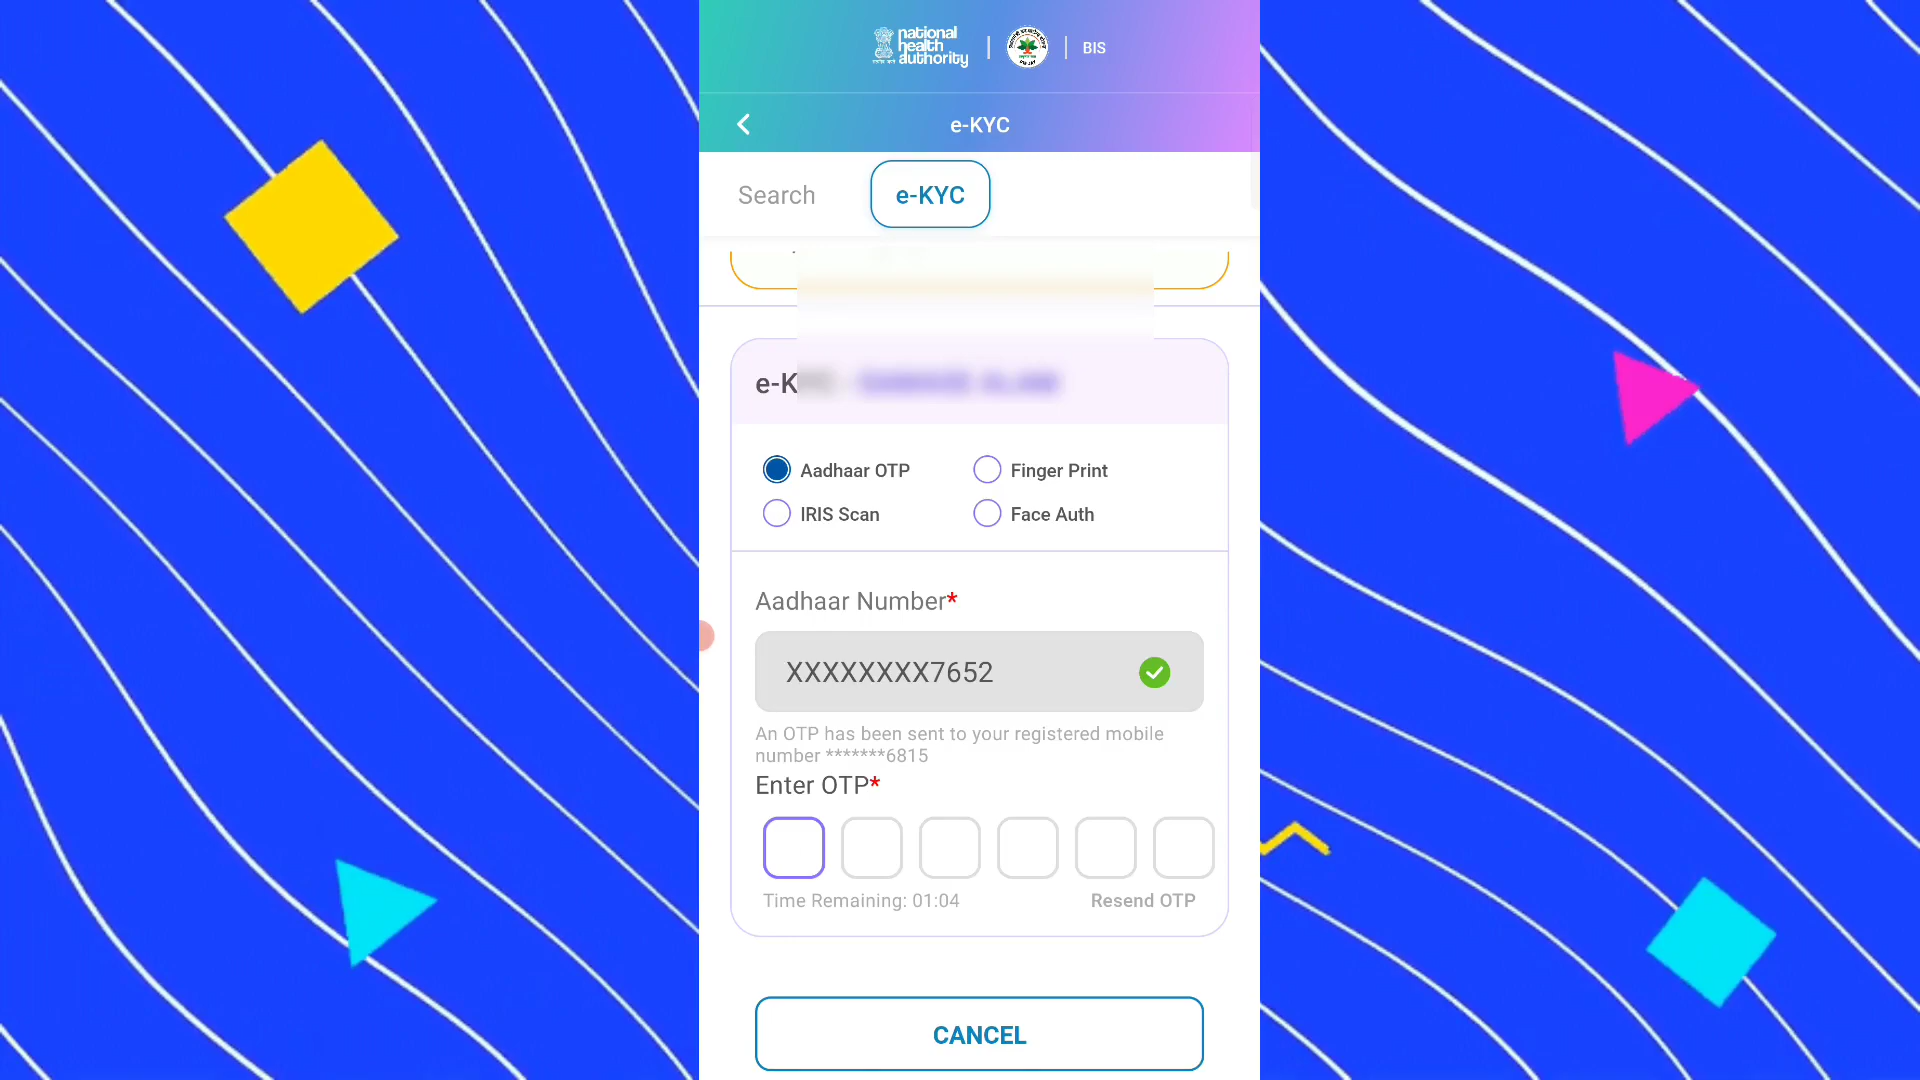 national
health
authority
BIS
e-KYC
Search
e-KYC
Aadhaar OTP
Finger Print
IRIS Scan
Face Auth
Aadhaar Number*
XXXXXXXX7652
An OTP has been sent to your registered mobile
number *******6815
Enter OTP*
Time Remaining: 01:04
Resend OTP
CANCEL